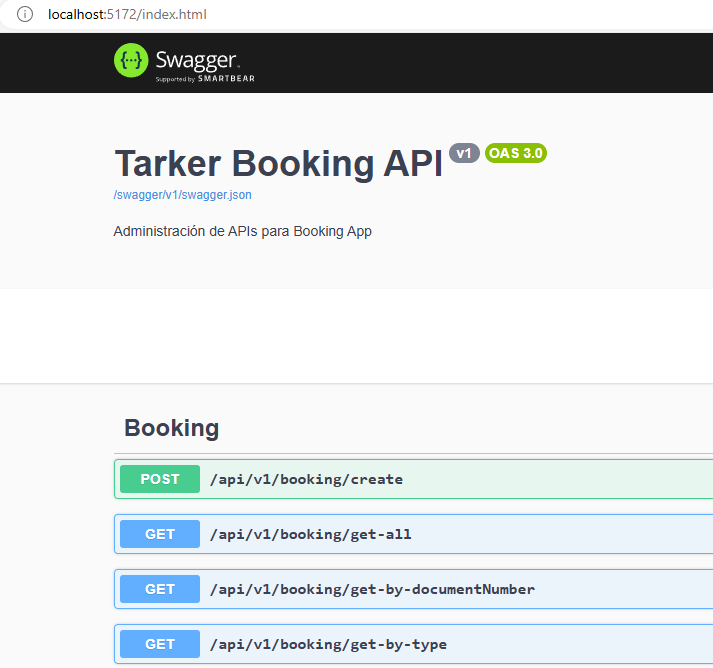 localhost:5172/index.html
{...} Swagger.
Supported by SMARTBEAR
Tarker Booking API v1 OAS 3.0
/swagger/v1/swagger.json
Administración de APIs para Booking App
Booking
POST /api/v1/booking/create
GET /api/v1/booking/get-all
GET /api/v1/booking/get-by-documentNumber
GET /api/v1/booking/get-by-type